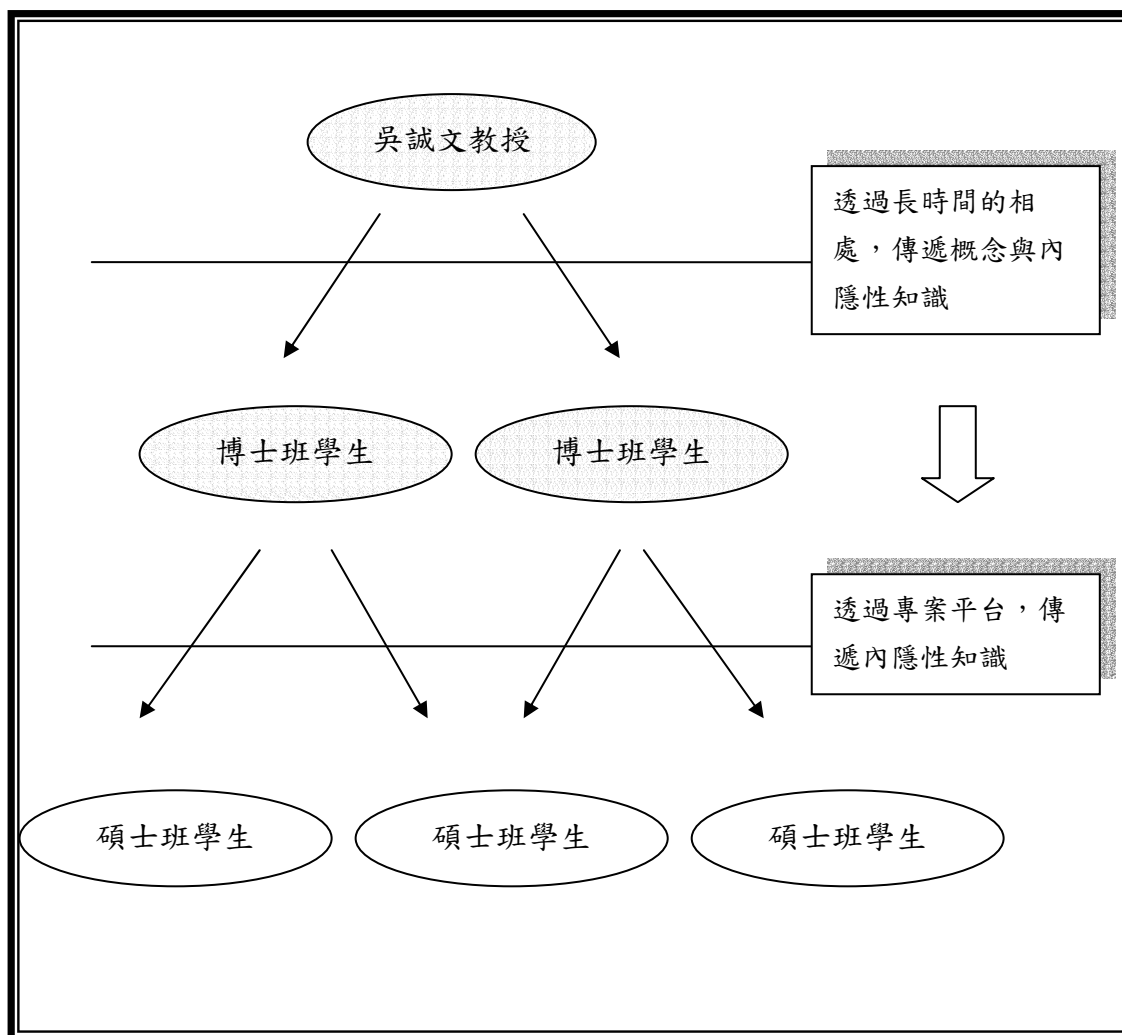 吳誠文教授
透過長時間的相
處，傳遞概念與內
隱性知識
博士班學生
博士班學生
透過專案平台，傳
遞內隱性知識
碩士班學生
碩士班學生
碩士班學生